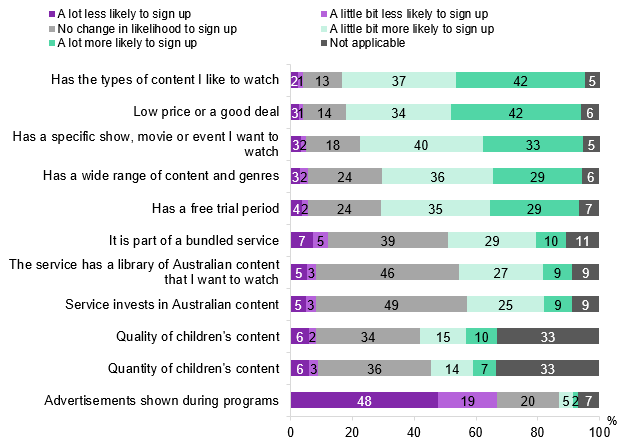 A lot less likely to sign up
A little bit less likely to sign up
No change in likelihood to sign up
A little bit more likely to sign up
A lot more likely to sign up
Not applicable
Has the types of content I like to watch
2 1 13 37 42 5
Low price or a good deal
3 1 14 34 42 6
Has a specific show, movie or event I want to
watch
3 2 18 40 33 5
Has a wide range of content and genres
3 2 24 36 29 6
Has a free trial period
4 2 24 35 29 7
It is part of a bundled service
7 5 39 29 10 11
The service has a library of Australian content
that I want to watch
5 3 46 27 9 9
Service invests in Australian content
5 3 49 25 9 9
Quality of children's content
6 2 34 15 10 33
Quantity of children's content
6 3 36 14 7 33
Advertisements shown during programs
48 19 20 5 2 7
%
0 20 40 60 80 100